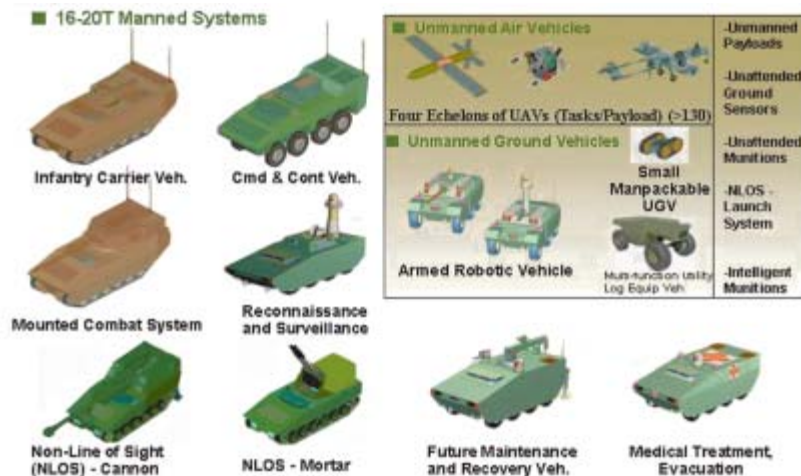 16-20T Manned Systems
Infantry Carrier Veh.
Cmd & Cont Veh.
Mounted Combat System
Reconnaissance
and Surveillance
Non-Line of Sight
(NLOS) - Cannon
NLOS - Mortar
Unmanned Air Vehicles
Four Echelons of UAVs (Tasks/Payload) (>130)
Unmanned Ground Vehicles
Small
Manpackable
UGV
Armed Robotic Vehicle
Multi-function Utility
Log Equip Veh
-Unmanned
Payloads
-Unattended
Ground
Sensors
-Unattended
Munitions
-NLOS -
Launch
System
-Intelligent
Munitions
Future Maintenance
and Recovery Veh.
Medical Treatment,
Evacuation